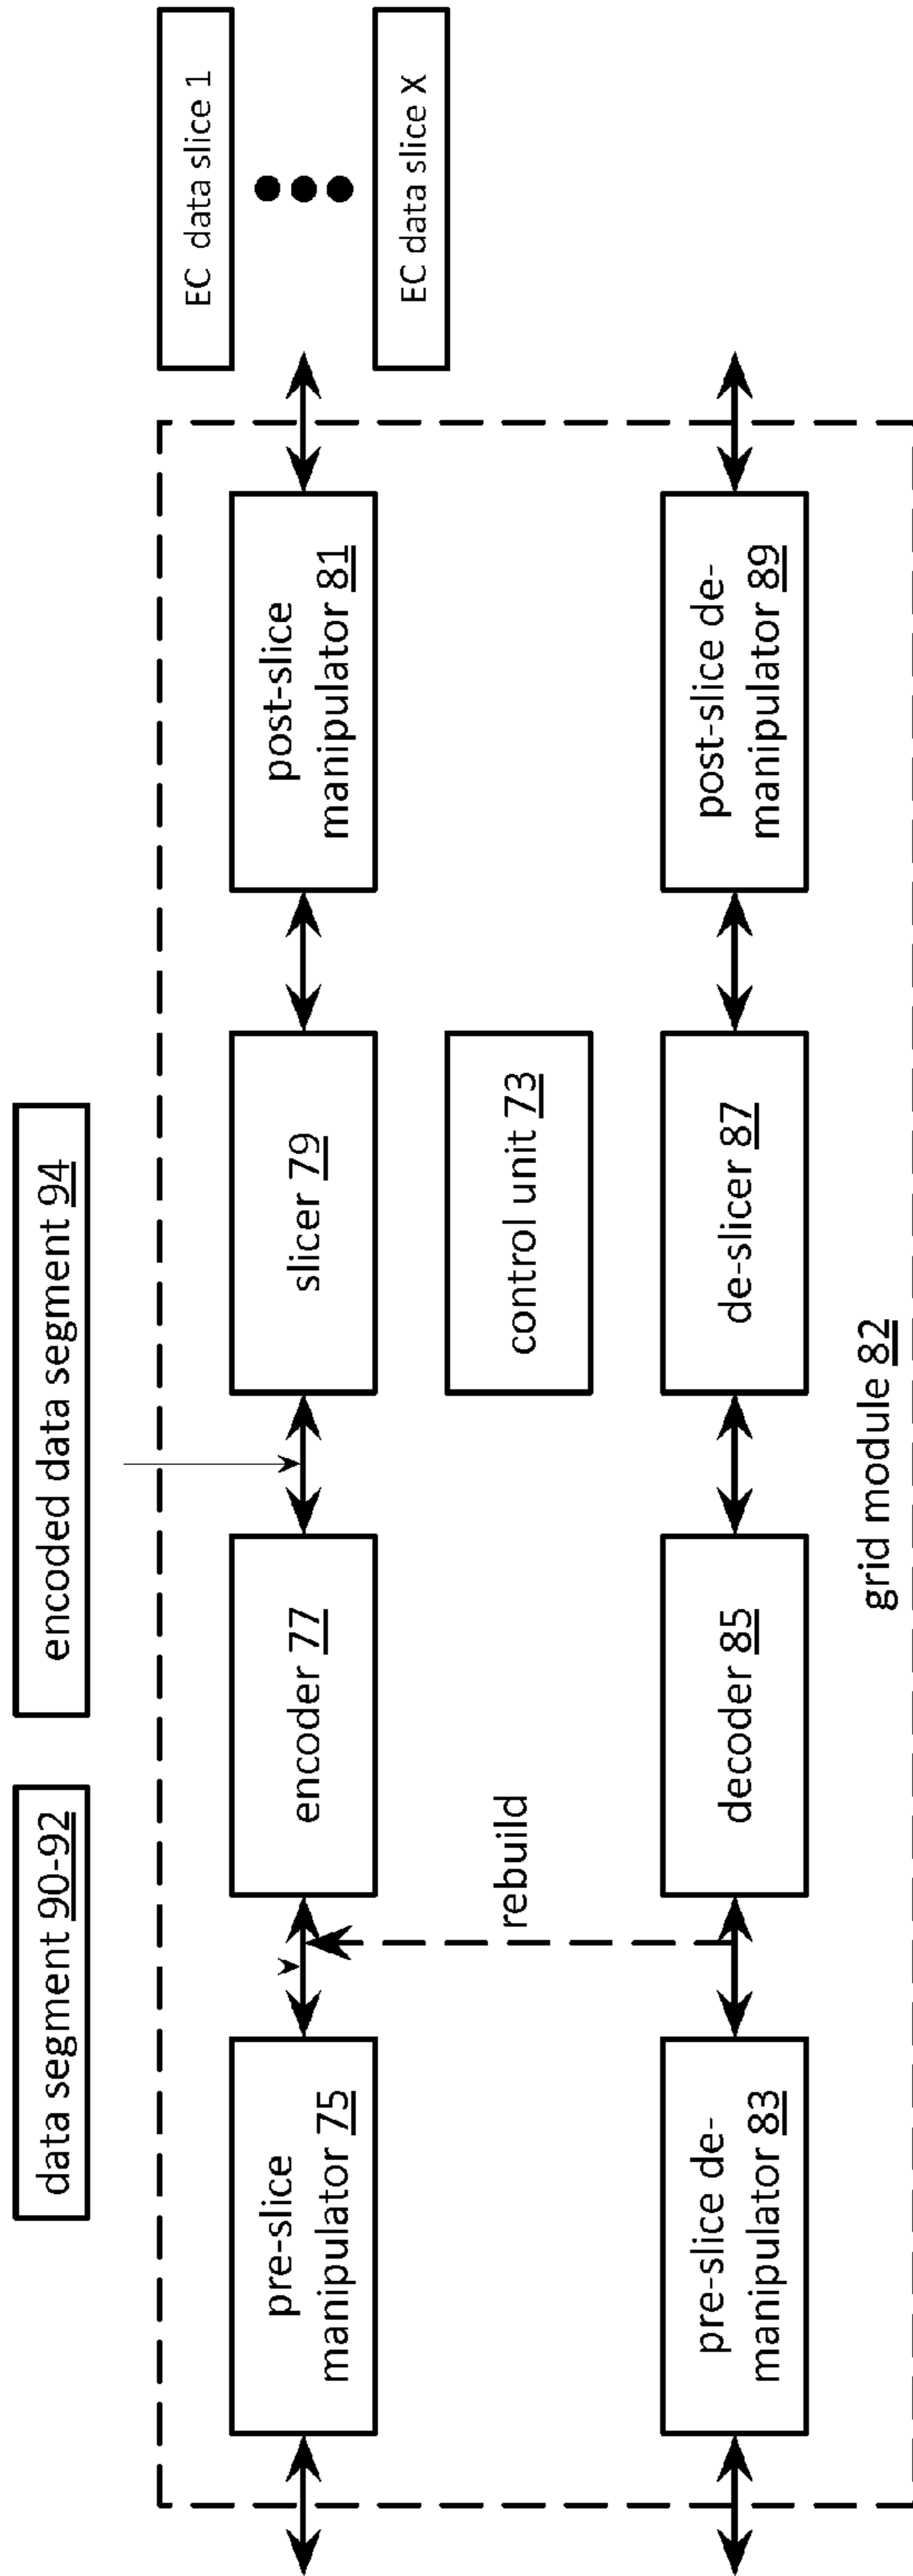 data segment 90-92
encoded data segment 94
EC data slice 1
EC data slice X
pre-slice
manipulator 75
encoder 77
slicer 79
post-slice
manipulator 81
rebuild
control unit 73
pre-slice de-
manipulator 83
decoder 85
de-slicer 87
post-slice de-
manipulator 89
grid module 82